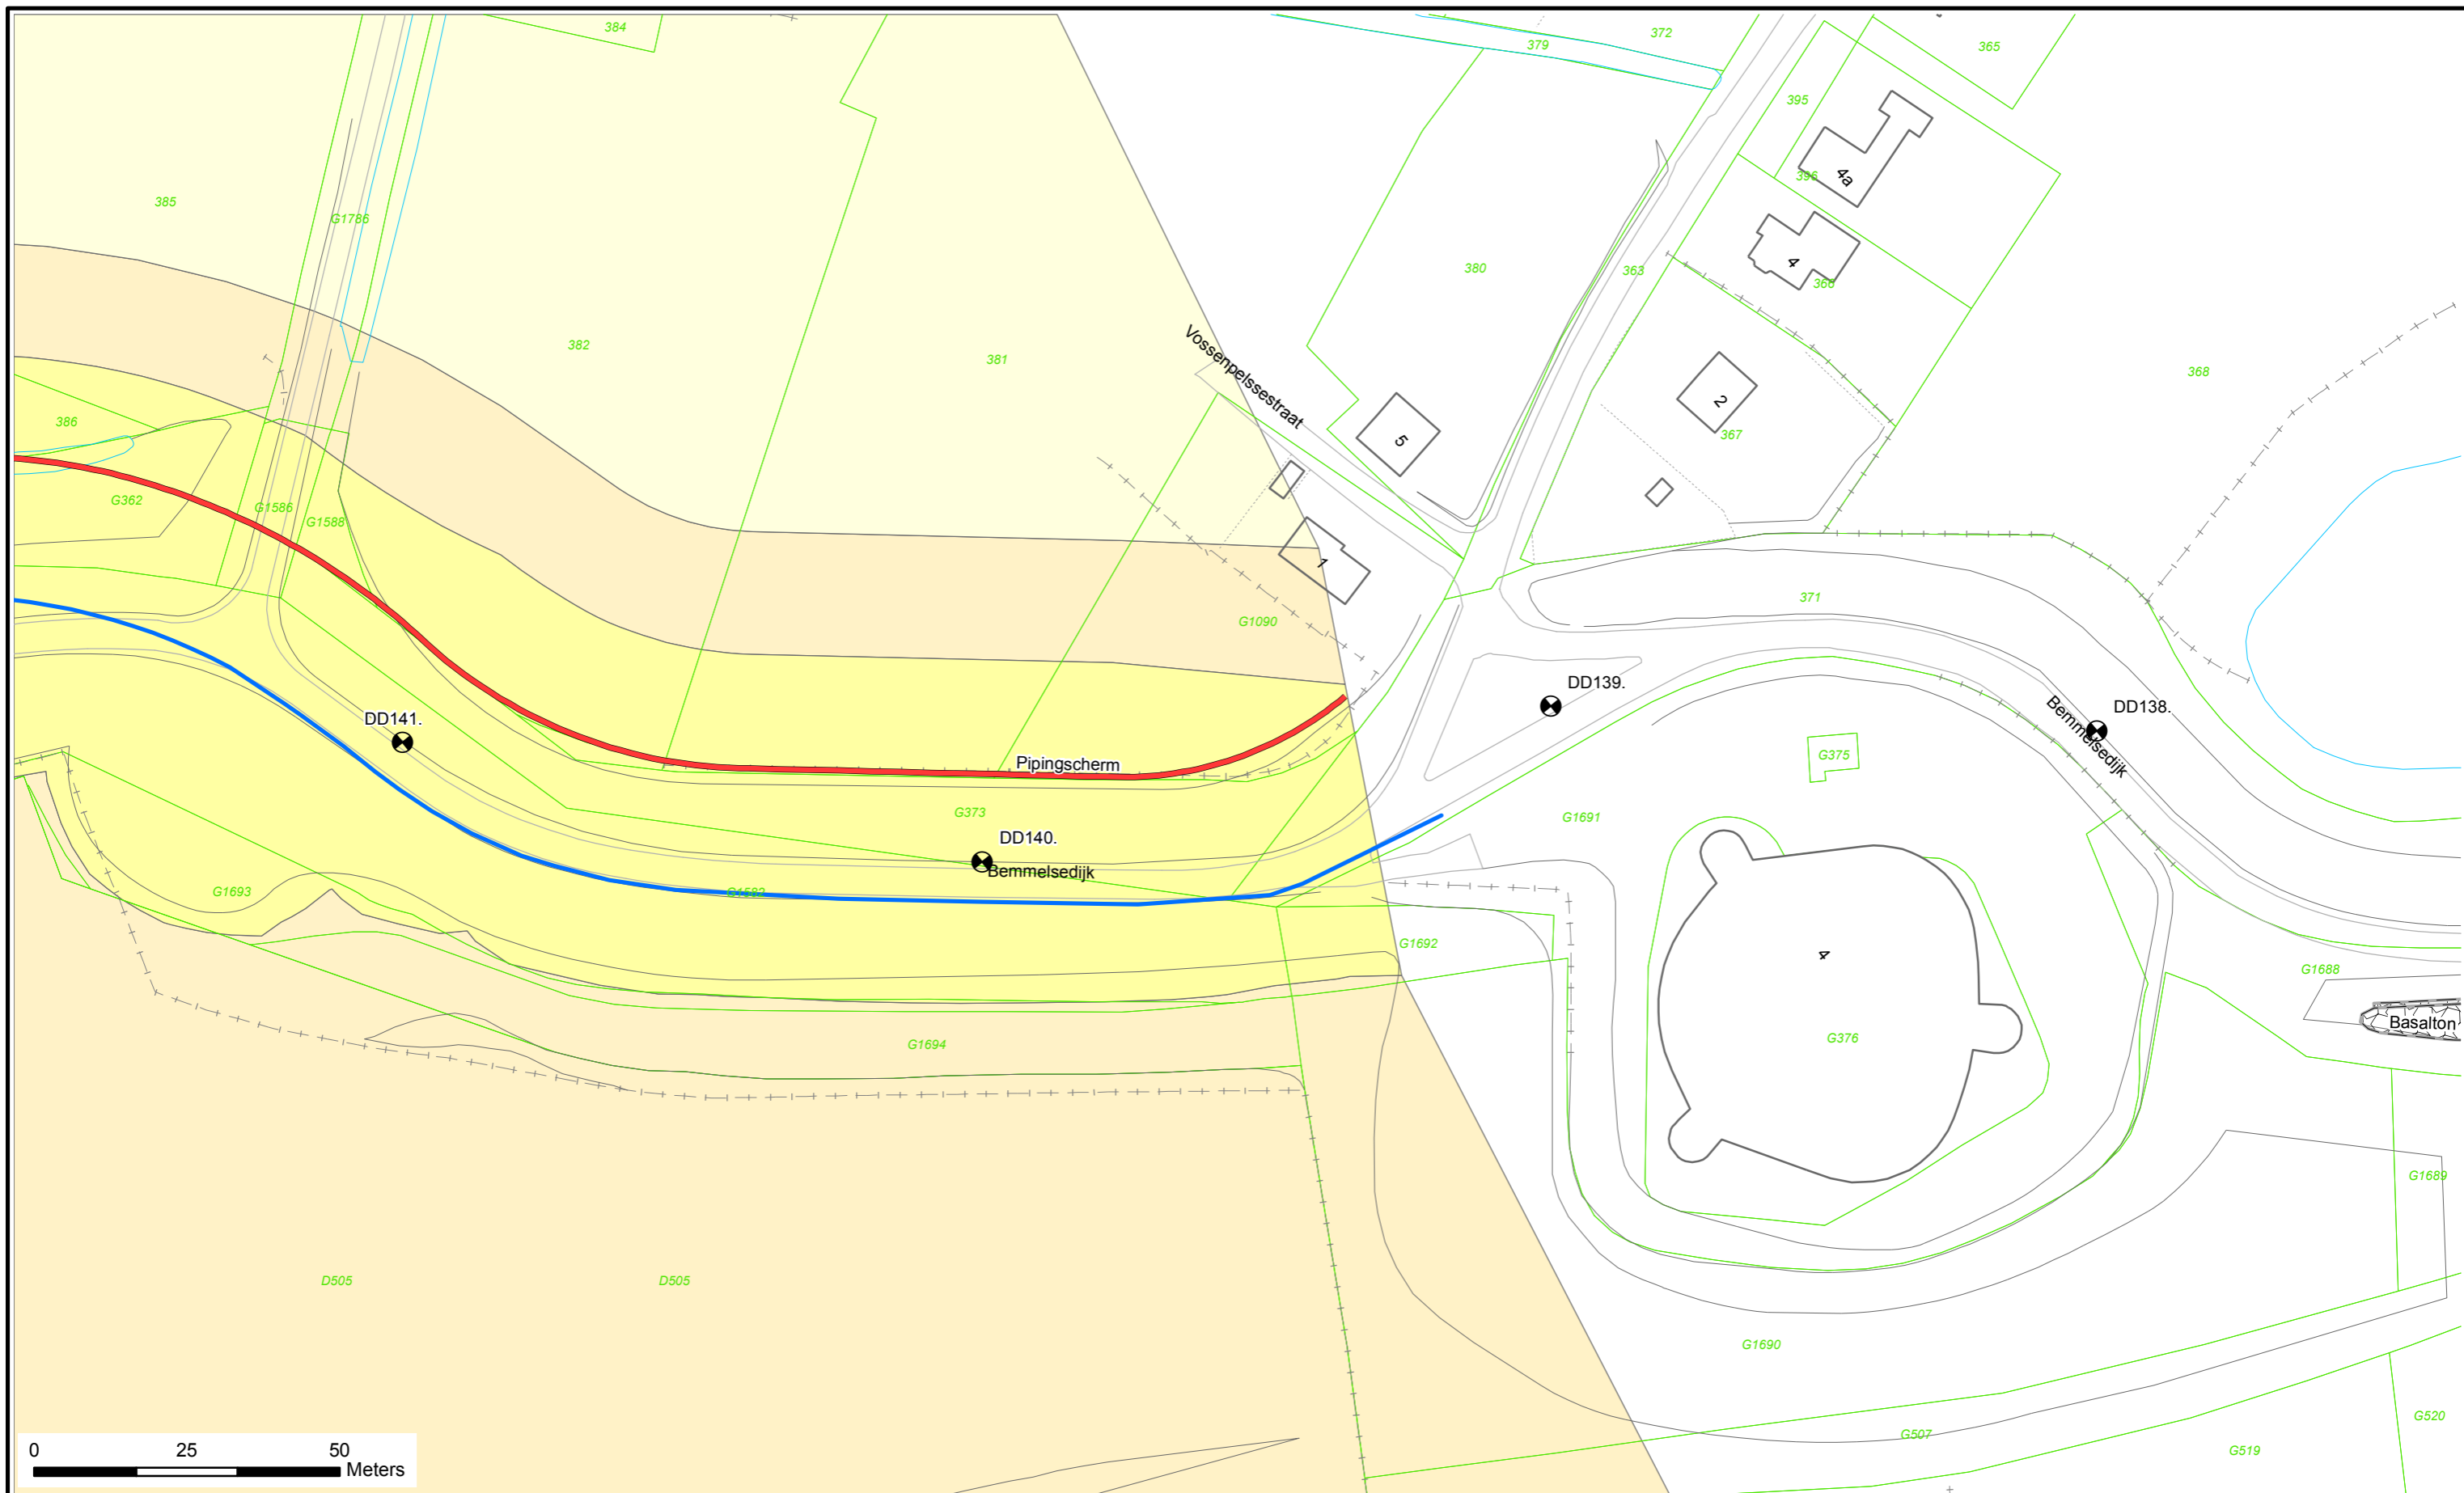 384
379
372
365
395
385
G1786
396
4a
380
363
4
366
382
381
Vossenpelssestraat
368
386
5
2
367
G362
G1586
G1588
1
G1090
371
DD141.
DD139.
DD138.
Bemmelsedijk
Pipingscherm
G375
G373
G1691
DD140.
Bemmelsedijk
G1693
G1582
G1692
4
G1688
G1694
G376
Basalton
G1689
D505
D505
G1690
G507
G520
G519
0 25 50
Meters